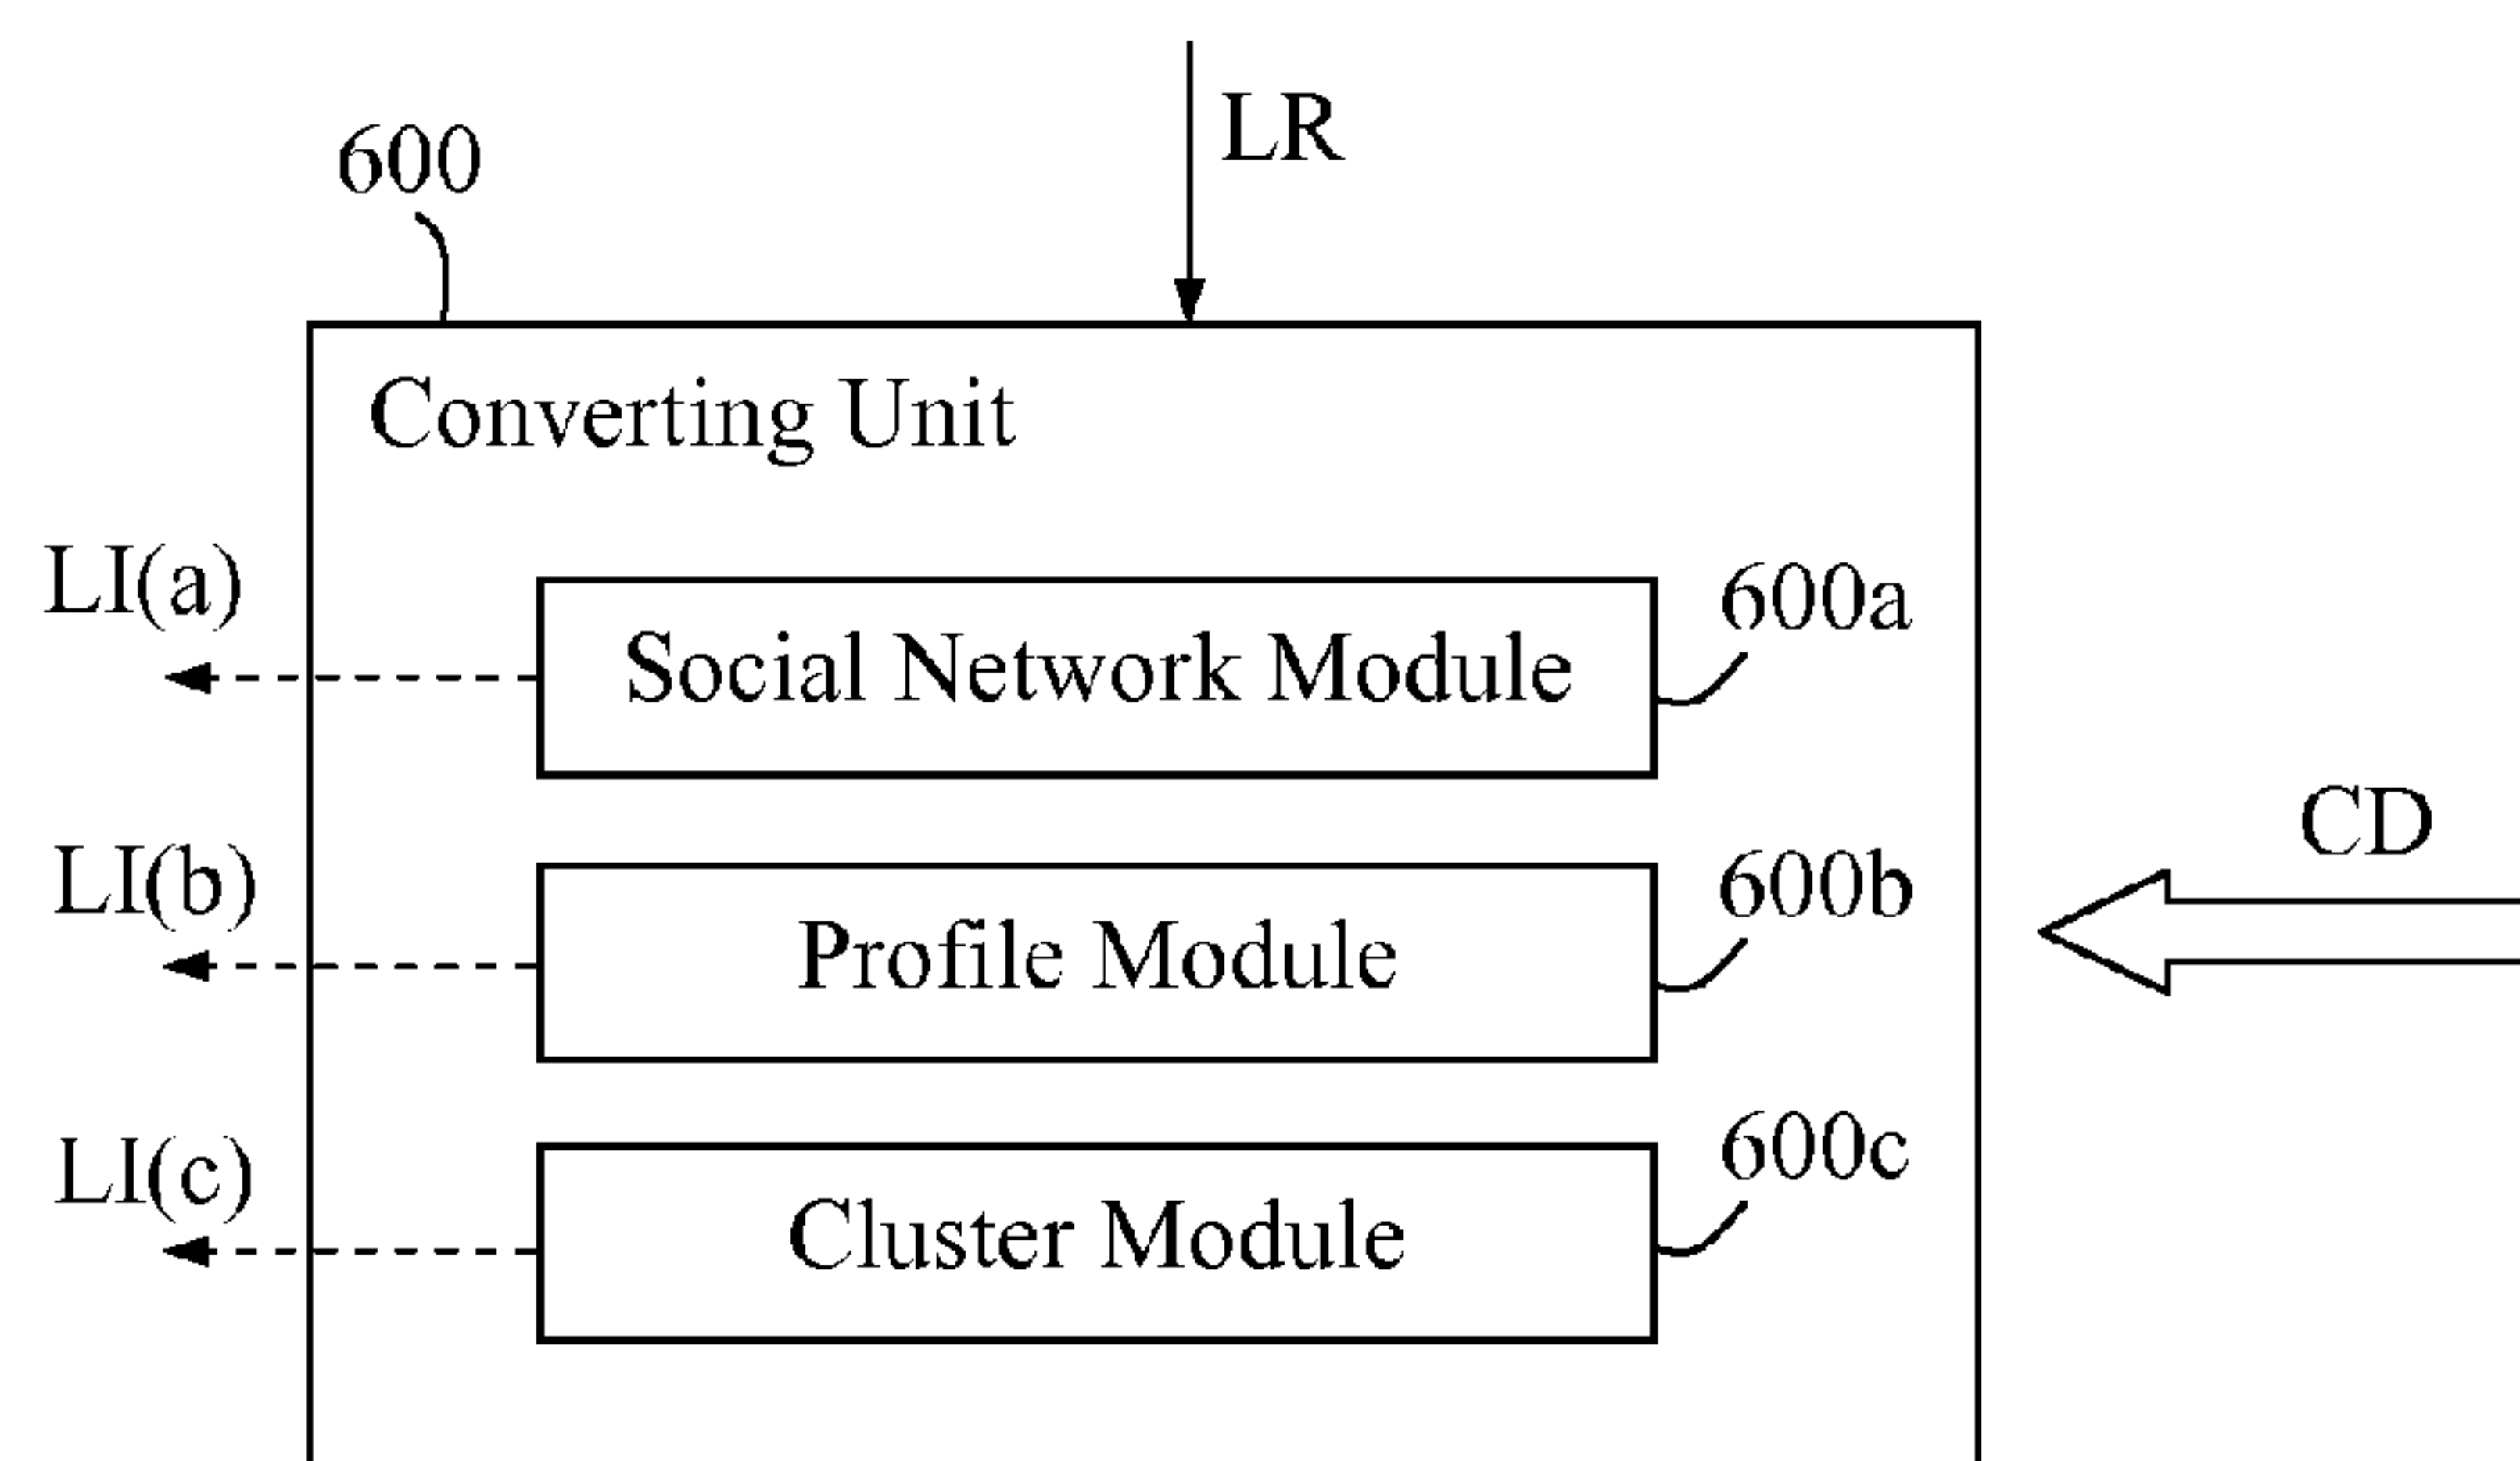 LR
600
Converting Unit
LI(a)
600a
Social Network Module
CD
LI(b)
600b
Profile Module
LI(c)
600c
Cluster Module